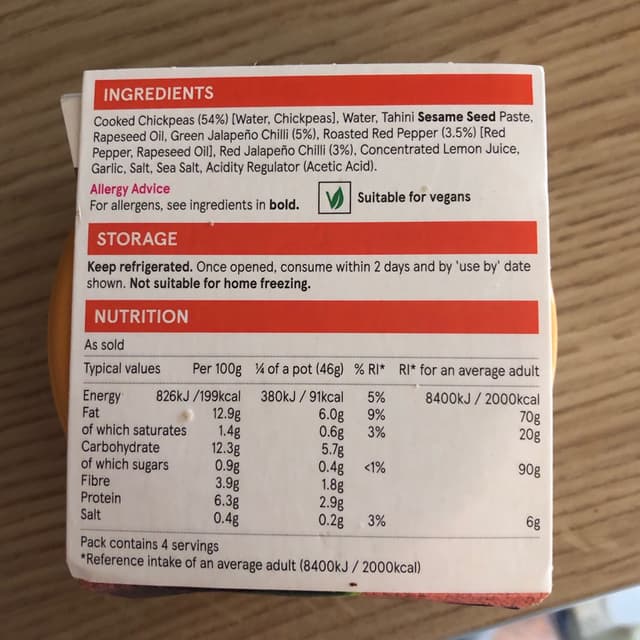 INGREDIENTS
Cooked Chickpeas (54%) [Water, Chickpeas], Water, Tahini Sesame Seed Paste,
Rapeseed Oil, Green Jalapeño Chilli (5%), Roasted Red Pepper (3.5%) [Red
Pepper, Rapeseed Oil], Red Jalapeño Chilli (3%), Concentrated Lemon Juice,
Garlic, Salt, Sea Salt, Acidity Regulator (Acetic Acid).
Allergy Advice
For allergens, see ingredients in bold.
Suitable for vegans
STORAGE
Keep refrigerated. Once opened, consume within 2 days and by 'use by' date
shown. Not suitable for home freezing.
NUTRITION
As sold
Typical values Per 100g ¼ of a pot (46g) % RI* RI* for an average adult
Energy 826kJ /199kcal 380kJ / 91kcal 5% 8400kJ / 2000kcal
Fat 12.9g 6.0g 9% 70g
of which saturates 1.4g 0.6g 3% 20g
Carbohydrate 12.3g 5.7g
of which sugars 0.9g 0.4g <1% 90g
Fibre 3.9g 1.8g
Protein 6.3g 2.9g
Salt 0.4g 0.2g 3% 6g
Pack contains 4 servings
*Reference intake of an average adult (8400kJ / 2000kcal)